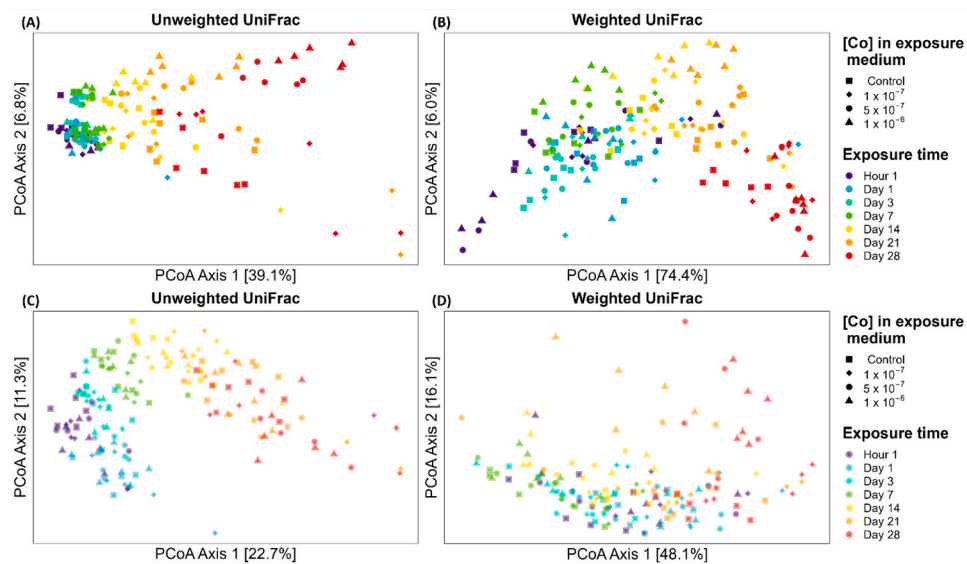 (A) Unweighted UniFrac
PCoA Axis 2 [6.8%]
PCoA Axis 1 [39.1%]
(B) Weighted UniFrac
PCoA Axis 2 [6.0%]
PCoA Axis 1 [74.4%]
[Co] in exposure
medium
Control
1 x 10⁻⁷
5 x 10⁻⁷
1 x 10⁻⁶
Exposure time
Hour 1
Day 1
Day 3
Day 7
Day 14
Day 21
Day 28
(C) Unweighted UniFrac
PCoA Axis 2 [11.3%]
PCoA Axis 1 [22.7%]
(D) Weighted UniFrac
PCoA Axis 2 [16.1%]
PCoA Axis 1 [48.1%]
[Co] in exposure
medium
Control
1 x 10⁻⁷
5 x 10⁻⁷
1 x 10⁻⁶
Exposure time
Hour 1
Day 1
Day 3
Day 7
Day 14
Day 21
Day 28